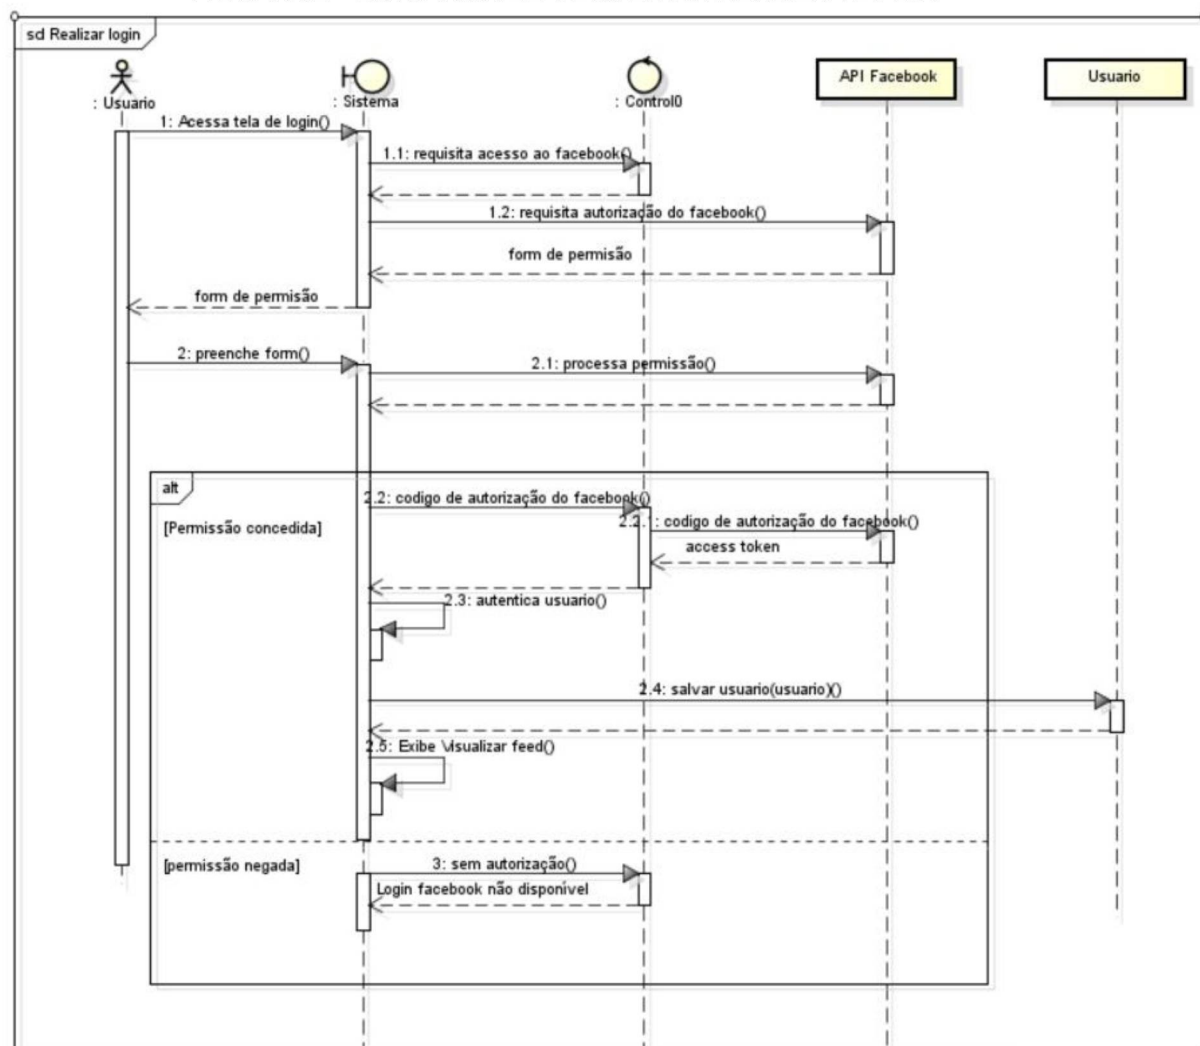 sd Realizar login
: Usuario
: Sistema
: Control0
API Facebook
Usuario
1: Acessa tela de login()
1.1: requisita acesso ao facebook()
1.2: requisita autorização do facebook()
form de permisão
form de permisão
2: preenche form()
2.1: processa permissão()
alt
2.2: codigo de autorização do facebook()
[Permissão concedida]
2.2.1: codigo de autorização do facebook()
access token
2.3: autentica usuario()
2.4: salvar usuario(usuario)()
2.5: Exibe Visualizar feed()
[permissão negada]
3: sem autorização()
Login facebook não disponível